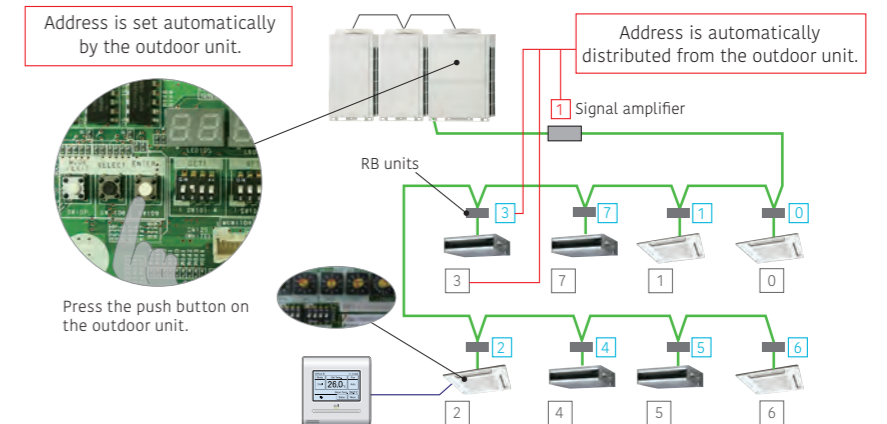 Address is set automatically
by the outdoor unit.
Address is automatically
distributed from the outdoor unit.
1 Signal amplifier
RB units
SELECT ENTER
3 7 1 0
3 7 1 0
Press the push button on
the outdoor unit.
2 4 5 6
26.0
2 4 5 6